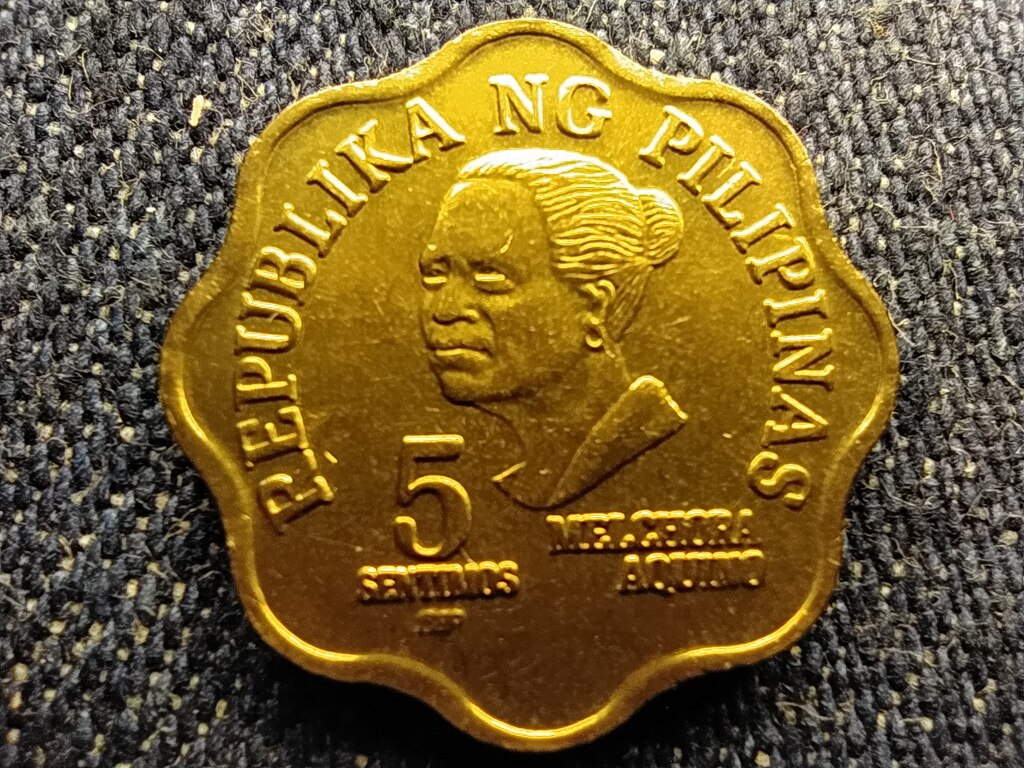 REPUBLIKA NG PILIPINAS
5
SENTIMOS
MELCHORA
AQUINO